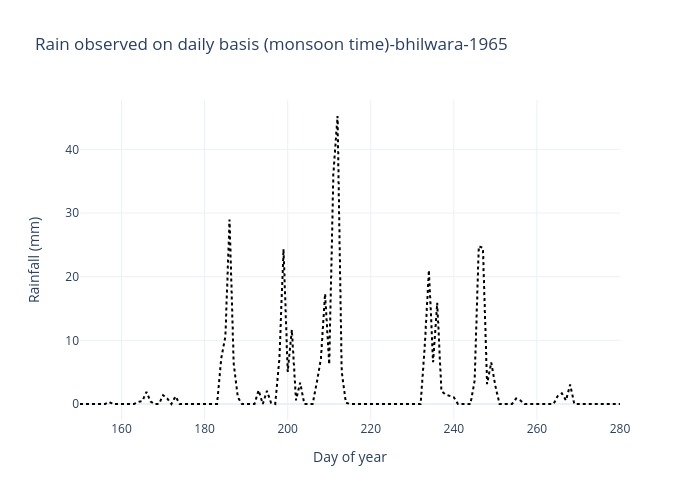 Rain observed on daily basis (monsoon time)-bhilwara-1965
Rainfall (mm)
40
30
20
10
0
160 180 200 220 240 260 280
Day of year